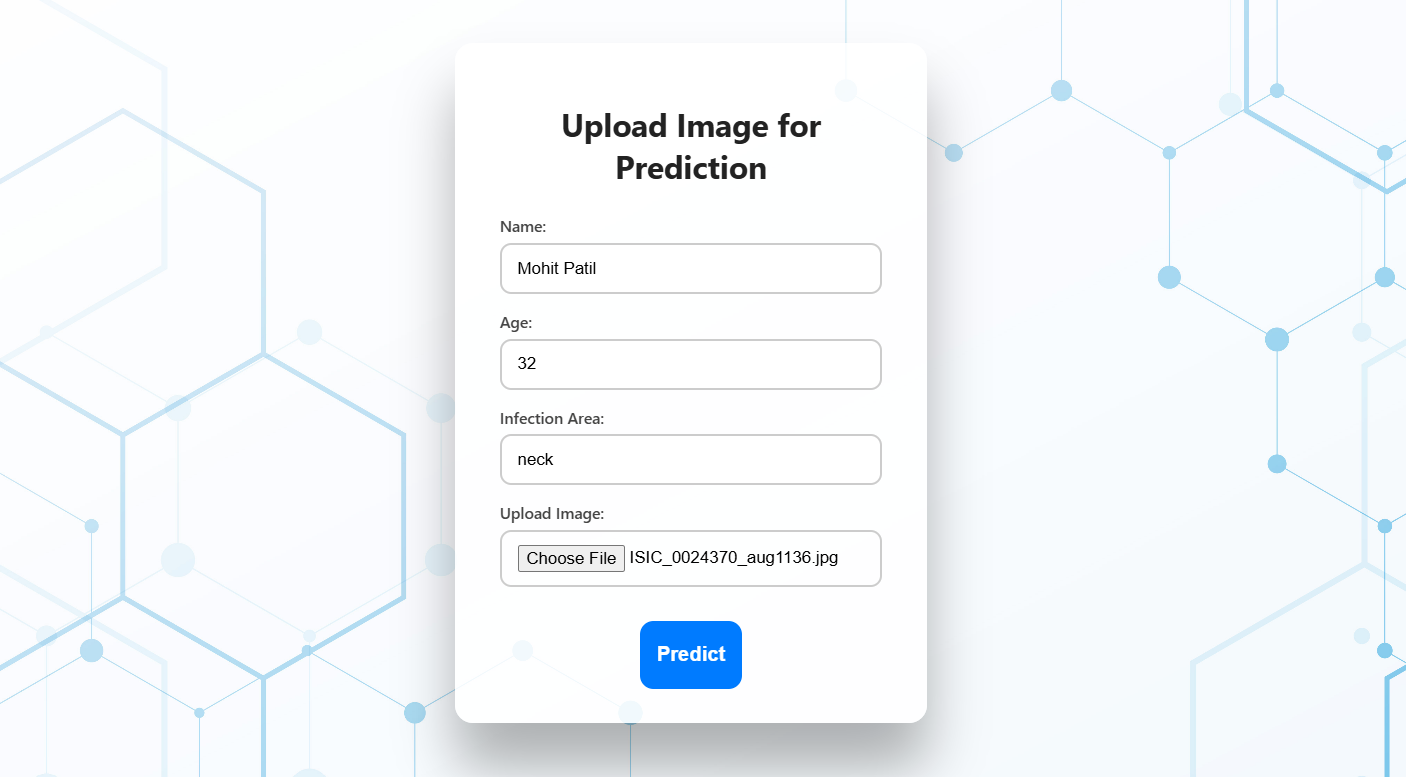 Upload Image for
Prediction
Name:
Mohit Patil
Age:
32
Infection Area:
neck
Upload Image:
Choose File ISIC_0024370_aug1136.jpg
Predict